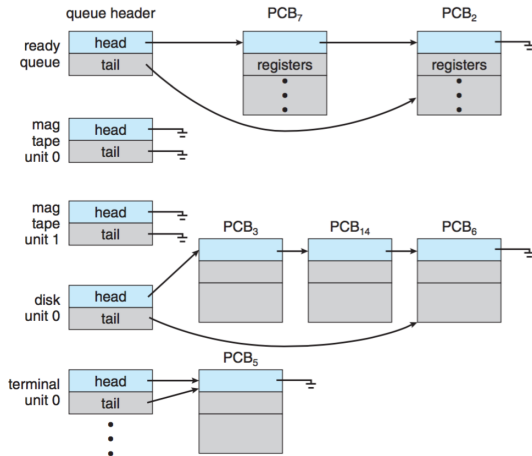 queue header
PCB₇
PCB₂
ready
queue
head
tail
registers
registers
mag
tape
unit 0
head
tail
mag
tape
unit 1
head
tail
PCB₃
PCB₁₄
PCB₆
disk
unit 0
head
tail
PCB₅
terminal
unit 0
head
tail